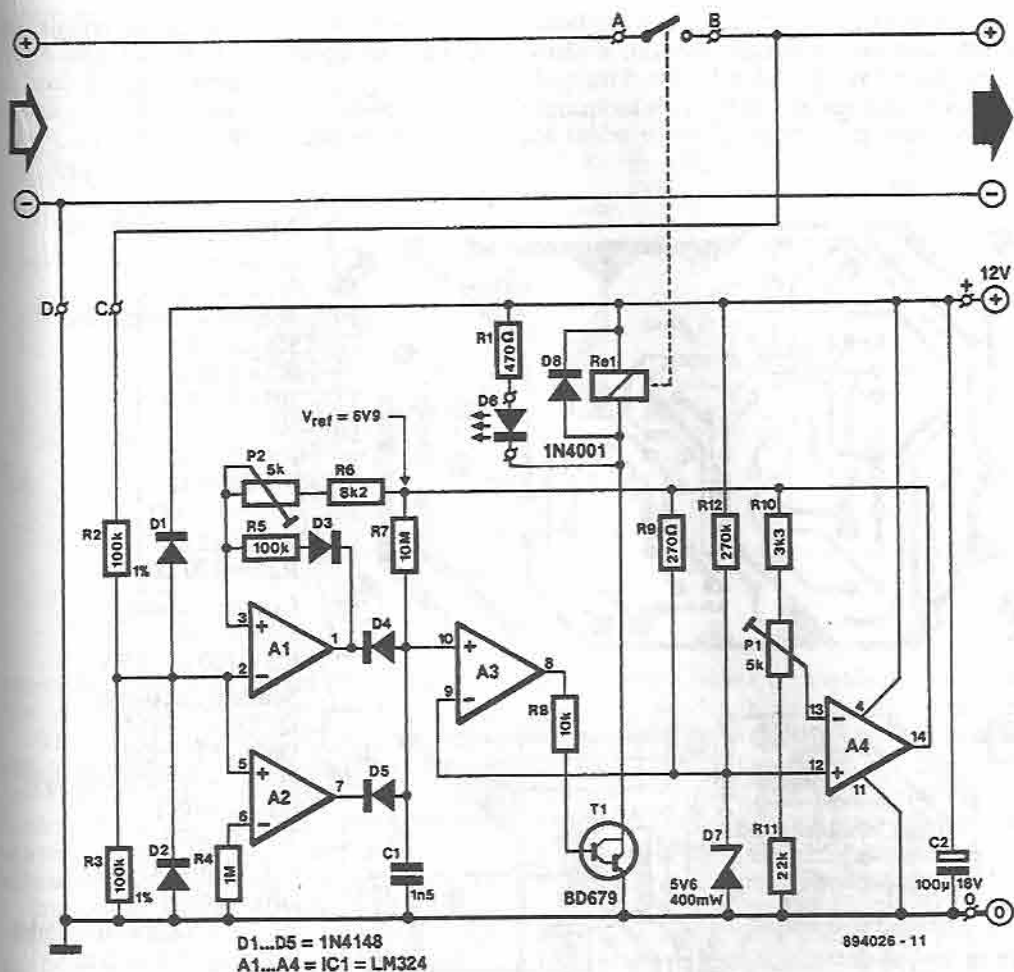 A B
+ +
− −
D C
+ 12V
+
R1 470Ω
D8
Re1
D6
1N4001
Vref = 6V9
P2 5k
R6 8k2
R5 100k D3
R7 10M
R2 100k 1%
D1
R9 270Ω
R12 270k
R10 3k3
3 + A1 1
2 −
D4
10 + A3 8
9 −
R8 10k
P1 5k
13 − A4 14
12 +
4
11
5 + A2 7
6 −
D5
R3 100k 1%
D2
R4 1M
C1 1n5
T1
BD679
D7
5V6
400mW
R11 22k
C2
100µ 16V
0 0
D1...D5 = 1N4148
A1...A4 = IC1 = LM324
894026 - 11